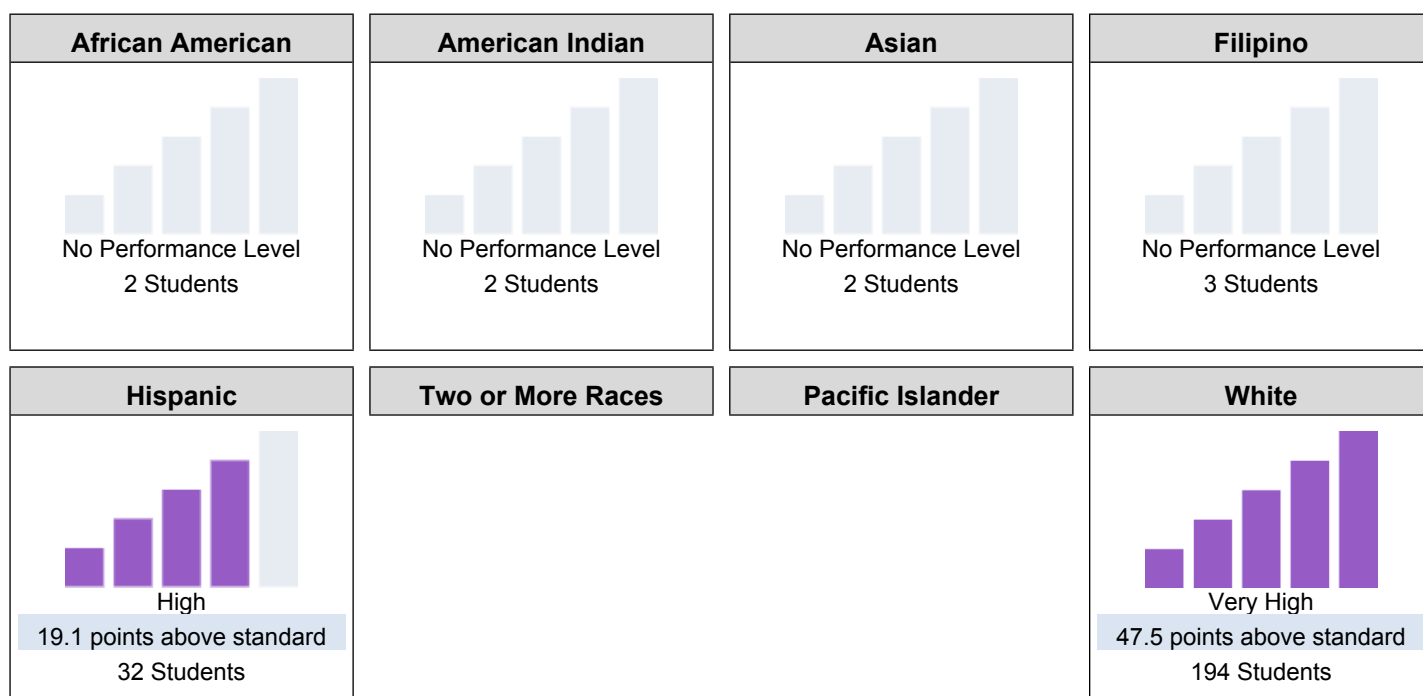 African American
No Performance Level
2 Students
American Indian
No Performance Level
2 Students
Asian
No Performance Level
2 Students
Filipino
No Performance Level
3 Students
Hispanic
High
19.1 points above standard
32 Students
Two or More Races
Pacific Islander
White
Very High
47.5 points above standard
194 Students